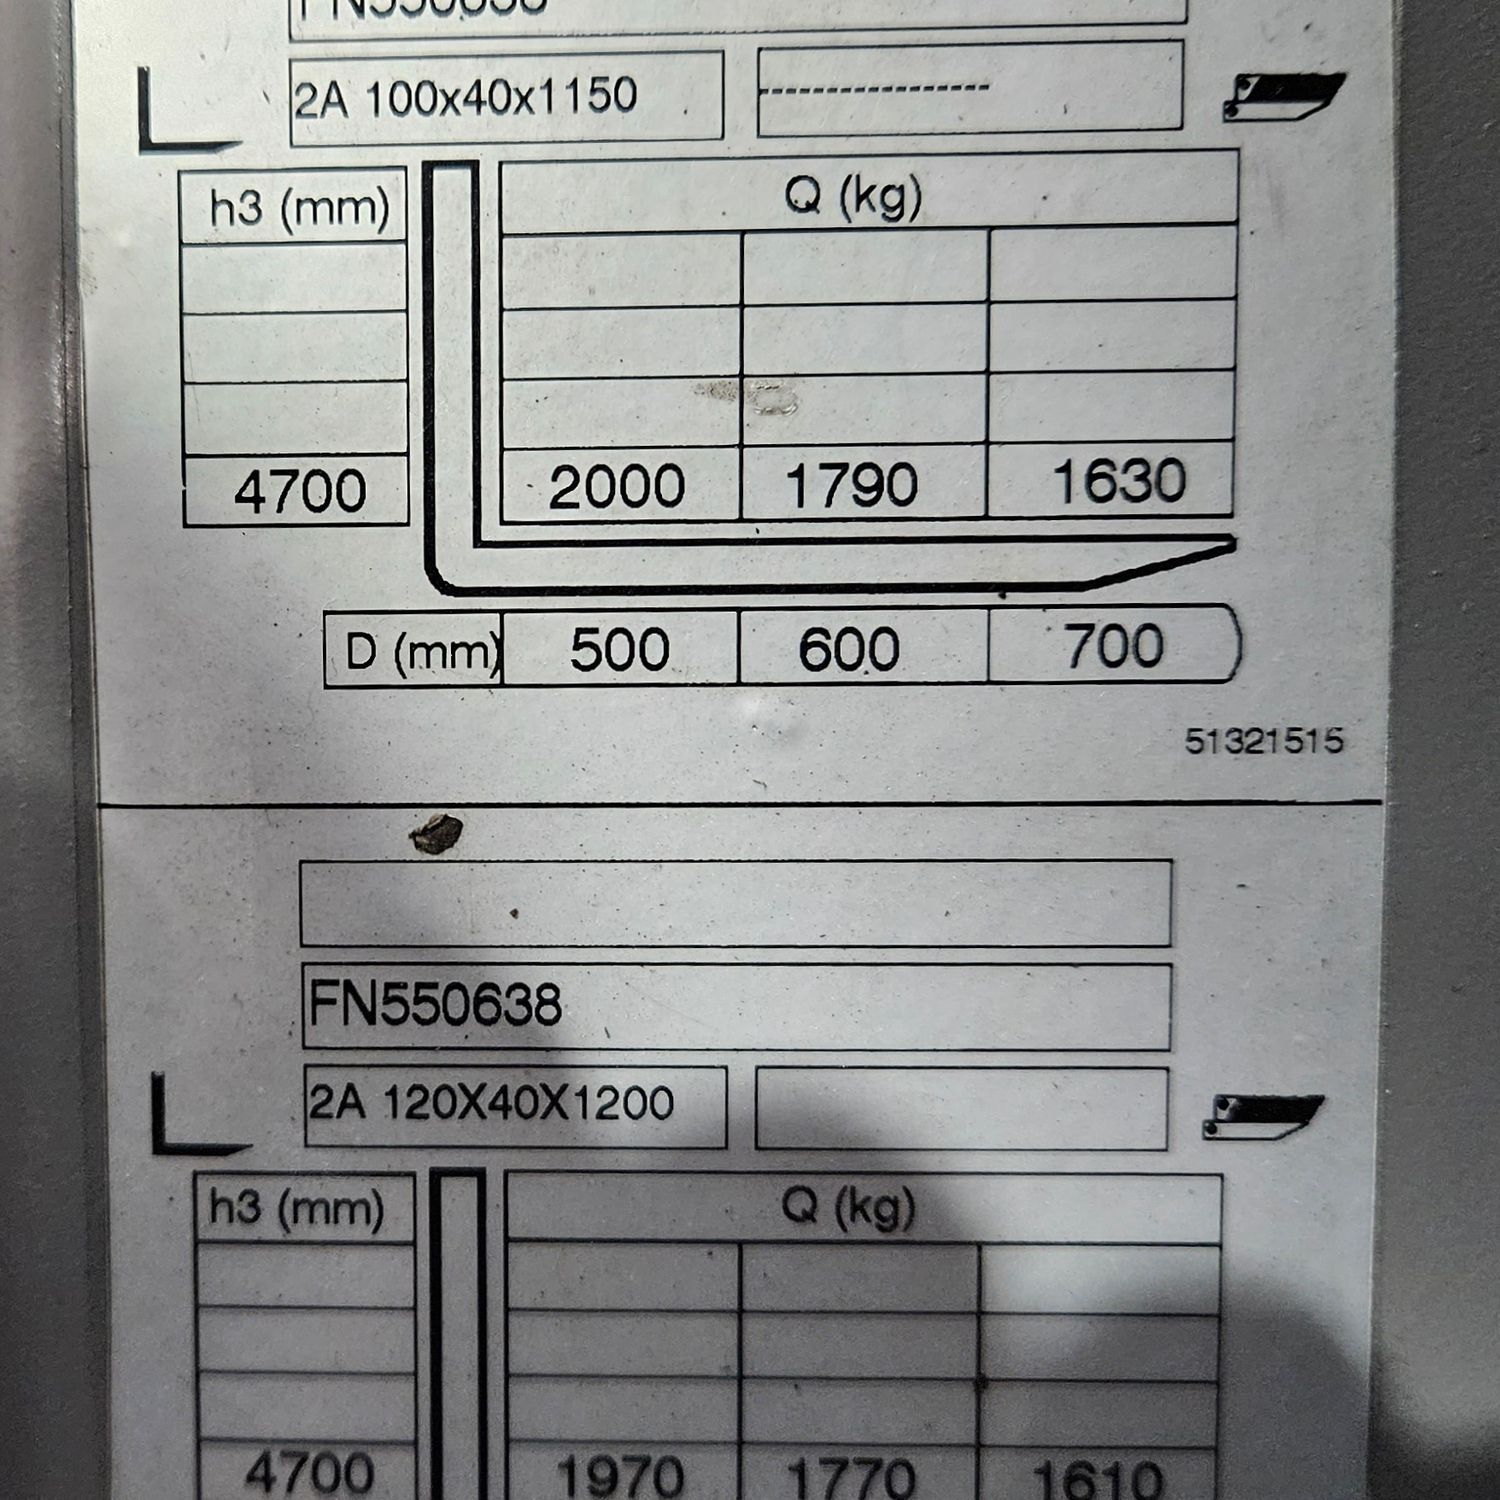 FN550638
2A 100x40x1150
h3 (mm) Q (kg)
4700 2000 1790 1630
D (mm) 500 600 700
51321515
FN550638
2A 120X40X1200
h3 (mm) Q (kg)
4700 1970 1770 1610